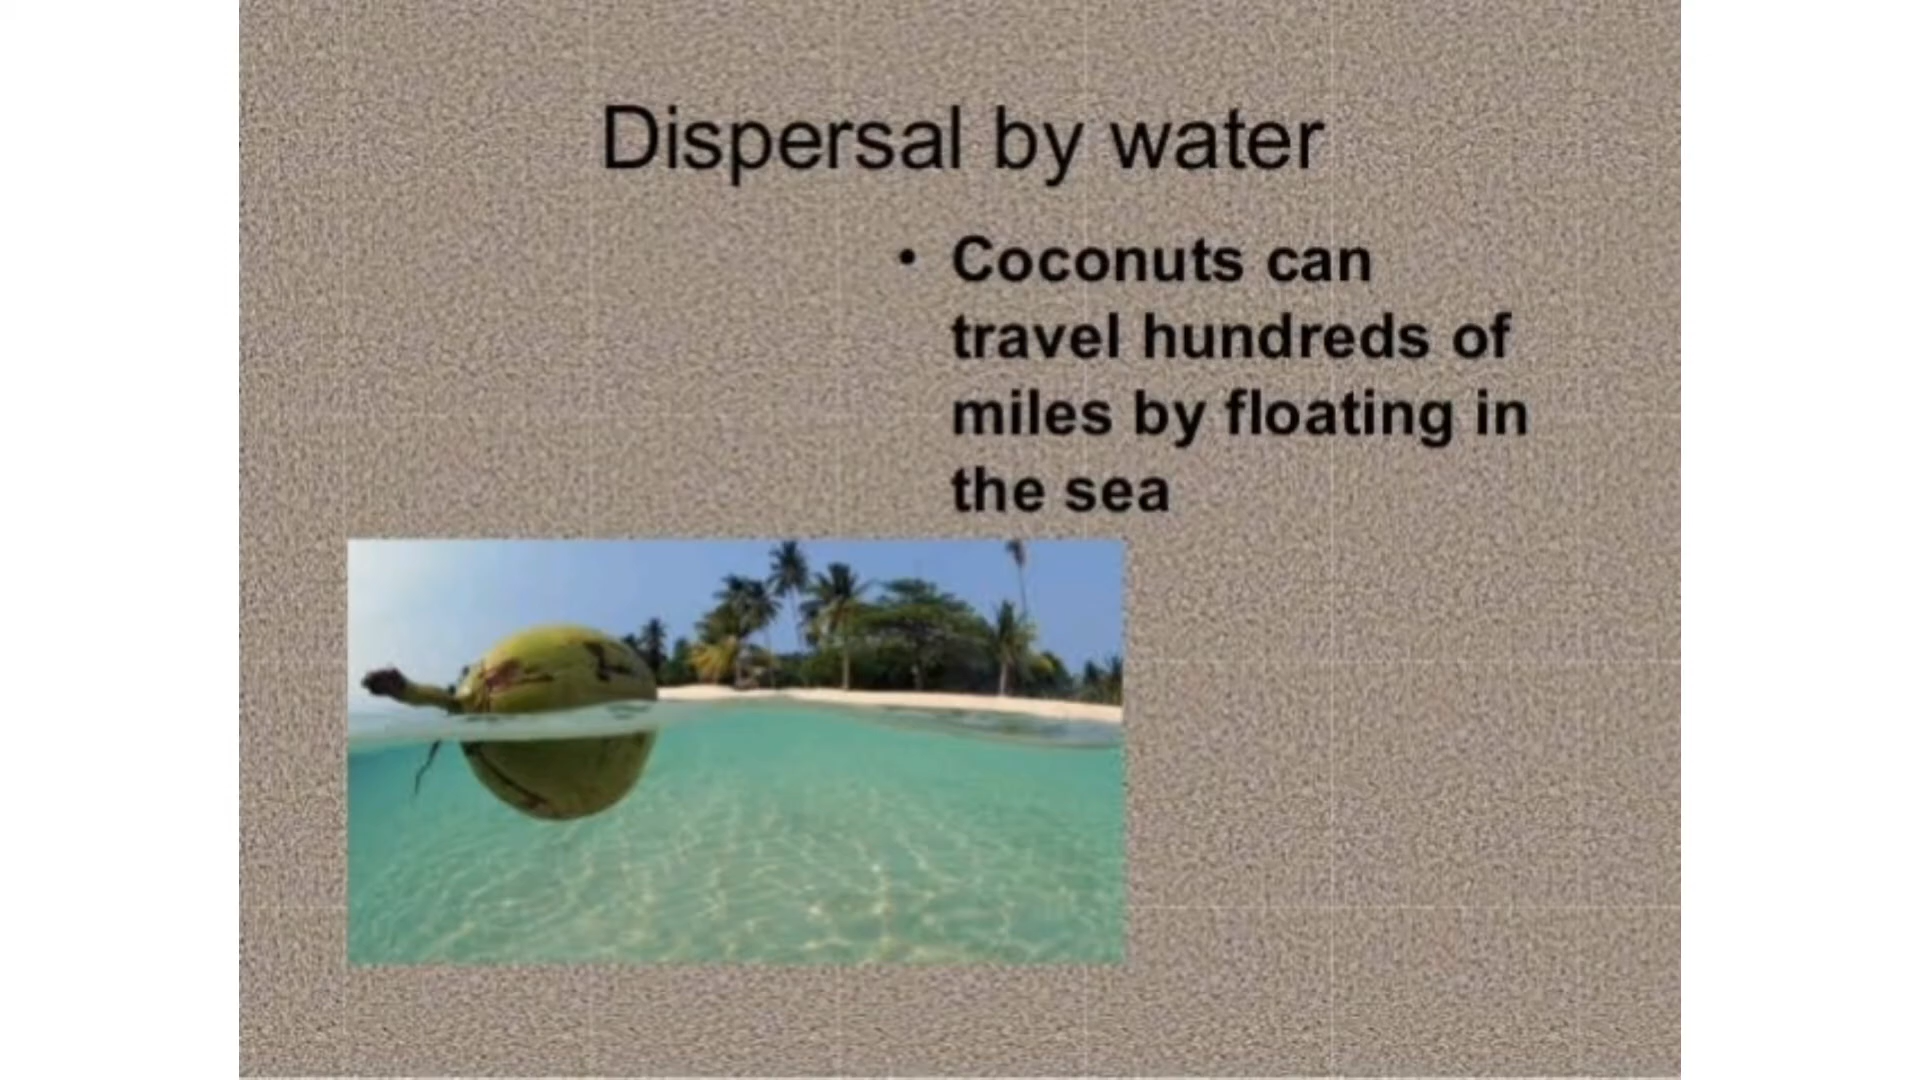 Dispersal by water
• Coconuts can
travel hundreds of
miles by floating in
the sea